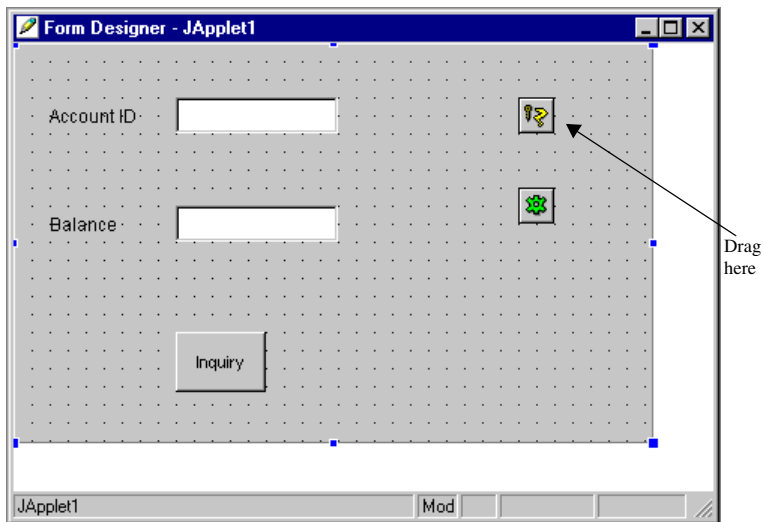 Form Designer - JApplet1
Account ID
Balance
Drag
here
Inquiry
JApplet1
Mod